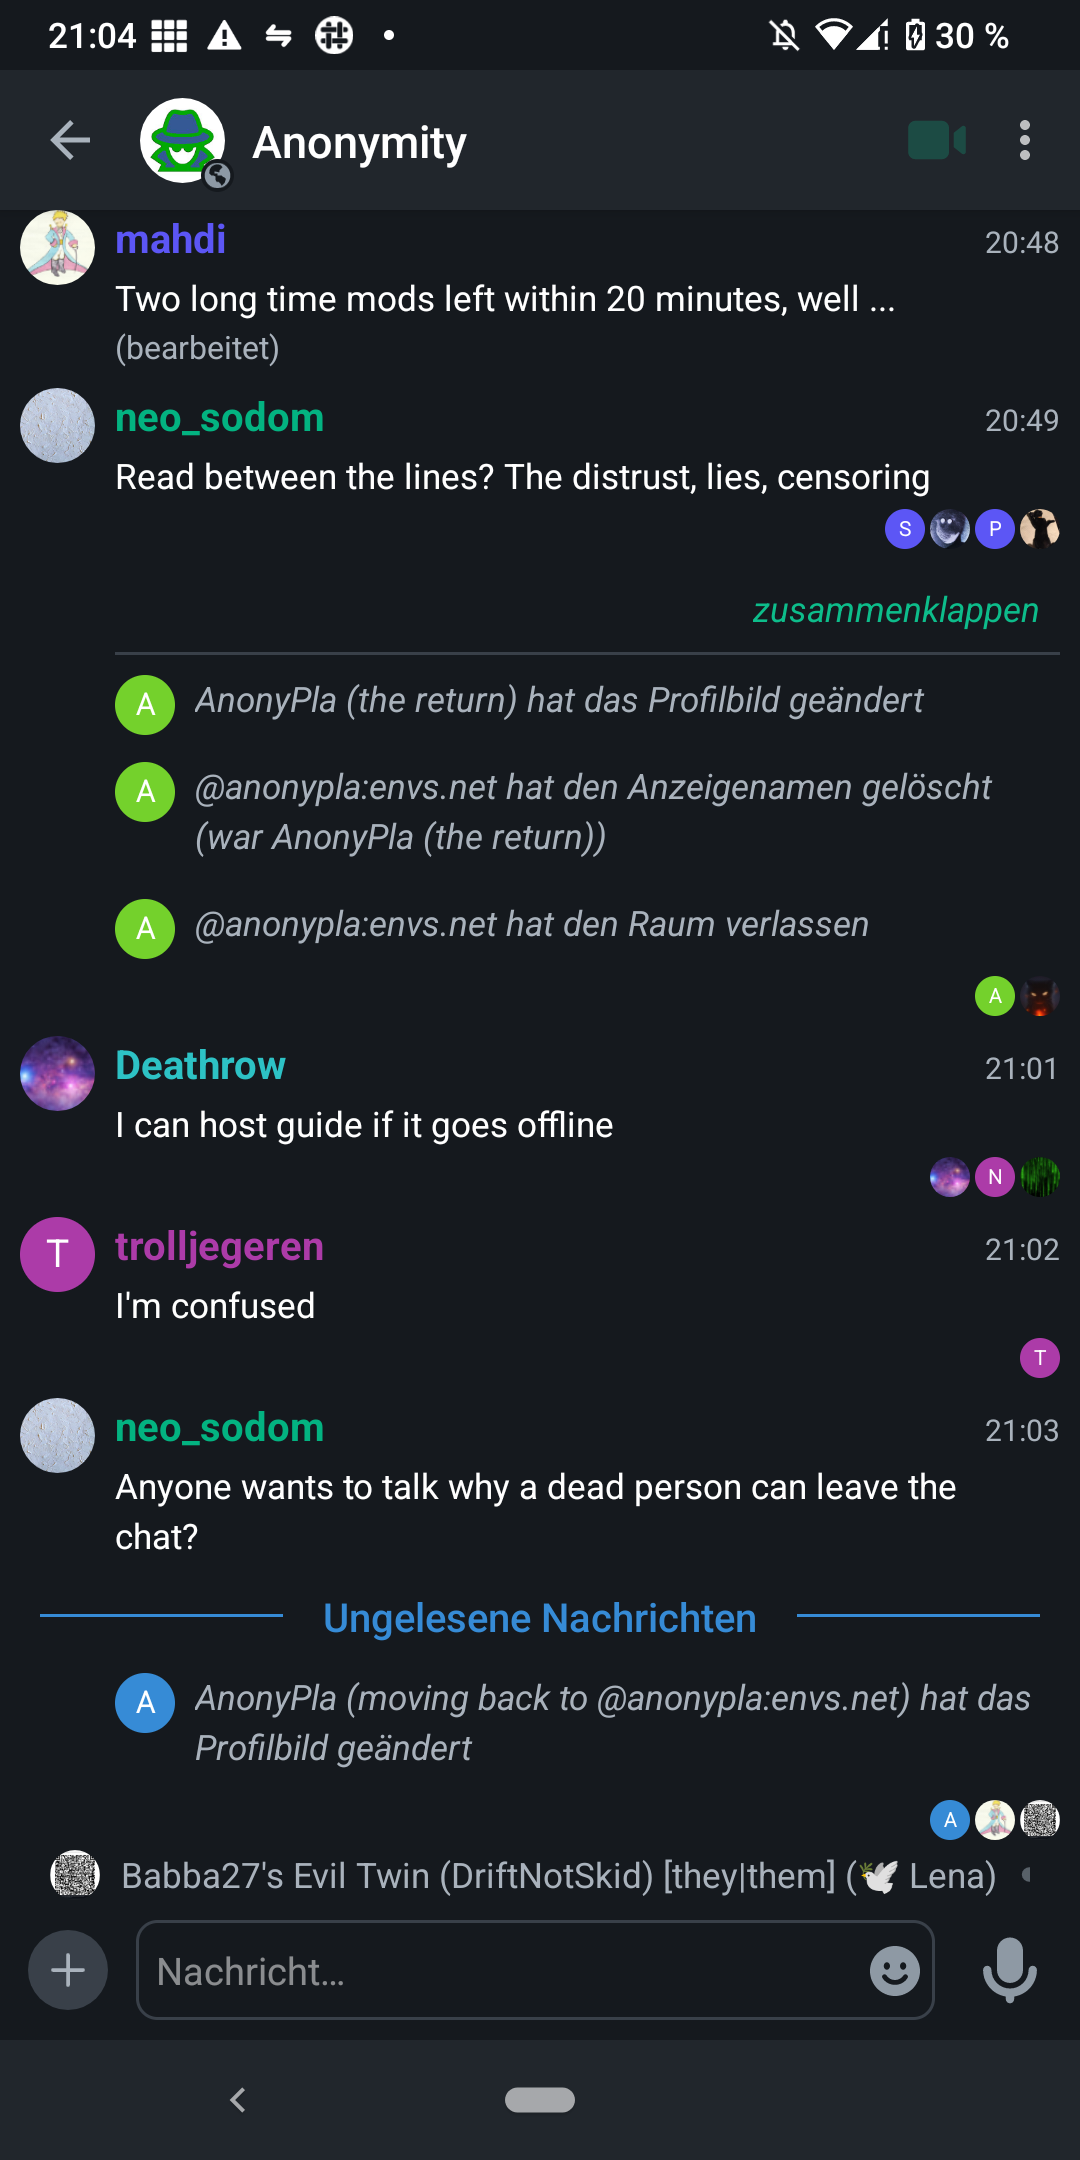 21:04
30 %
Anonymity
mahdi 20:48
Two long time mods left within 20 minutes, well ...
(bearbeitet)
neo_sodom 20:49
Read between the lines? The distrust, lies, censoring
S P
zusammenklappen
A AnonyPla (the return) hat das Profilbild geändert
A @anonypla:envs.net hat den Anzeigenamen gelöscht
(war AnonyPla (the return))
A @anonypla:envs.net hat den Raum verlassen
A
Deathrow 21:01
I can host guide if it goes offline
N
T trolljegeren 21:02
I'm confused
T
neo_sodom 21:03
Anyone wants to talk why a dead person can leave the
chat?
Ungelesene Nachrichten
A AnonyPla (moving back to @anonypla:envs.net) hat das
Profilbild geändert
A
Babba27's Evil Twin (DriftNotSkid) [they|them] (🕊 Lena)
Nachricht…